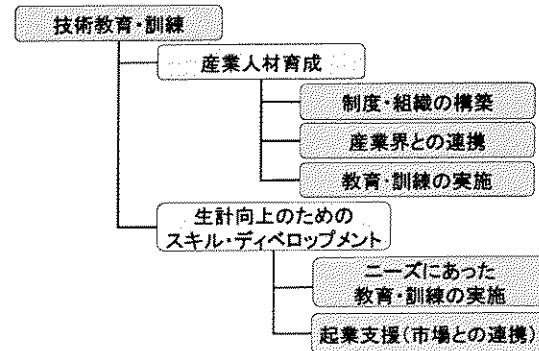 技術教育・訓練
産業人材育成
制度・組織の構築
産業界との連携
教育・訓練の実施
生計向上のための
スキル・ディベロップメント
ニーズにあった
教育・訓練の実施
起業支援(市場との連携)